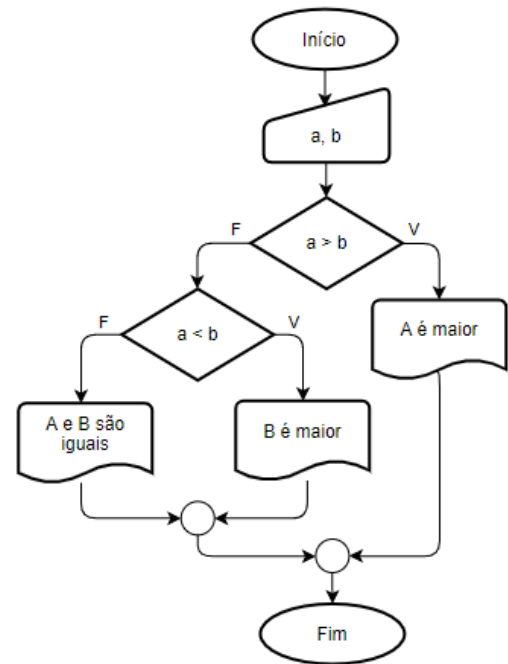 Início
a, b
F
a > b
V
F
a < b
V
A é maior
A e B são
iguais
B é maior
Fim